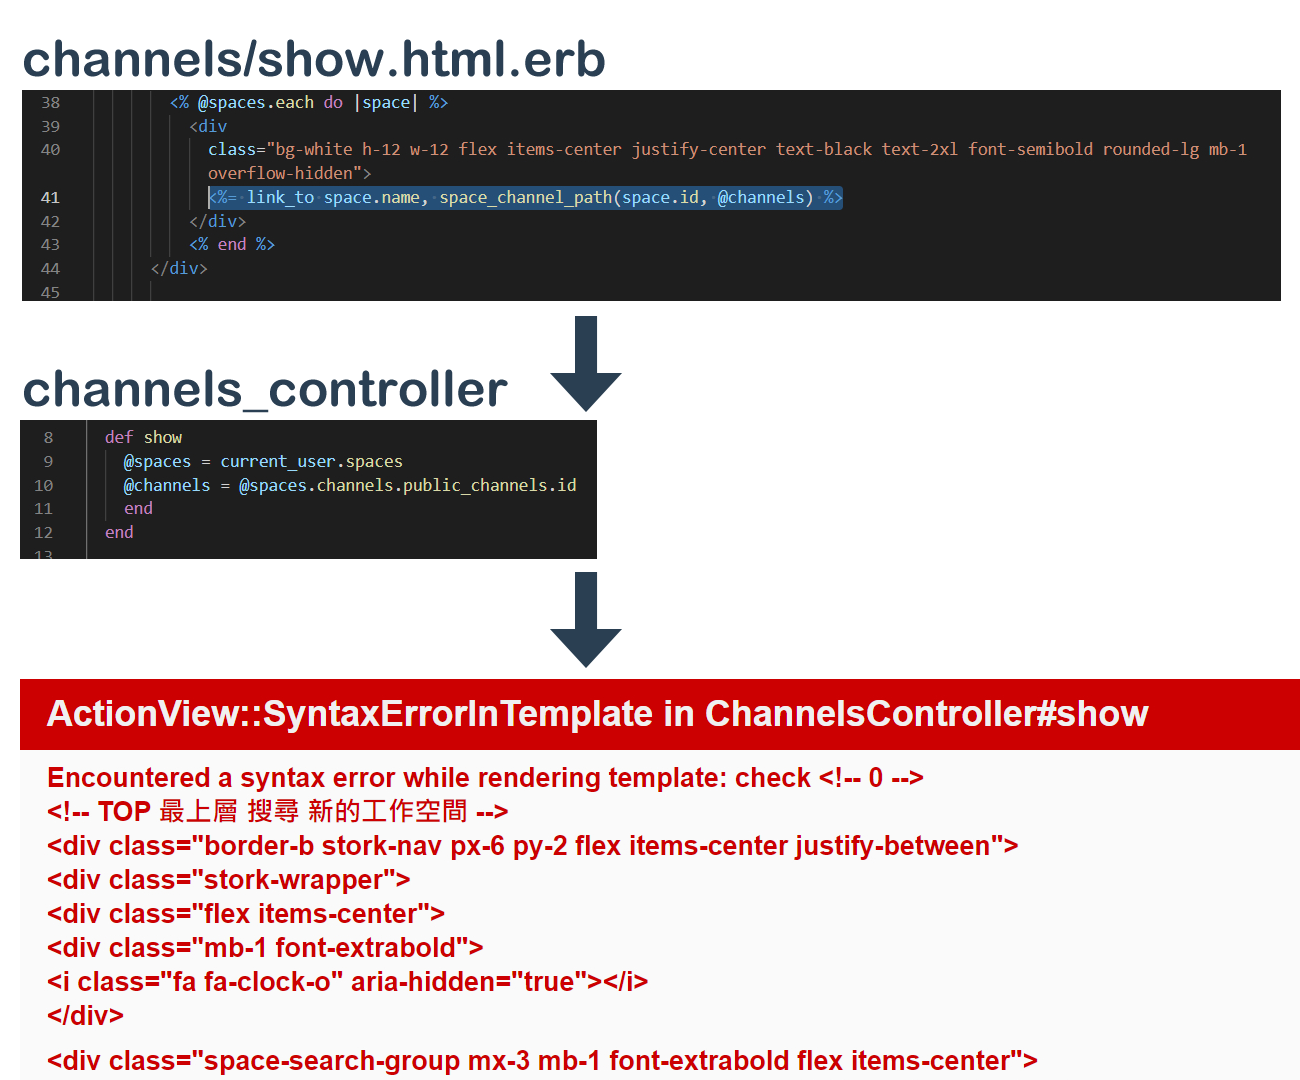 channels/show.html.erb
38 <% @spaces.each do |space| %>
39 <div
40 class="bg-white h-12 w-12 flex items-center justify-center text-black text-2xl font-semibold rounded-lg mb-1
overflow-hidden">
41 <%= link_to space.name, space_channel_path(space.id, @channels) %>
42 </div>
43 <% end %>
44 </div>
45
channels_controller
8 def show
9 @spaces = current_user.spaces
10 @channels = @spaces.channels.public_channels.id
11 end
12 end
13
ActionView::SyntaxErrorInTemplate in ChannelsController#show
Encountered a syntax error while rendering template: check <!-- 0 -->
<!-- TOP 最上層 搜尋 新的工作空間 -->
<div class="border-b stork-nav px-6 py-2 flex items-center justify-between">
<div class="stork-wrapper">
<div class="flex items-center">
<div class="mb-1 font-extrabold">
<i class="fa fa-clock-o" aria-hidden="true"></i>
</div>
<div class="space-search-group mx-3 mb-1 font-extrabold flex items-center">